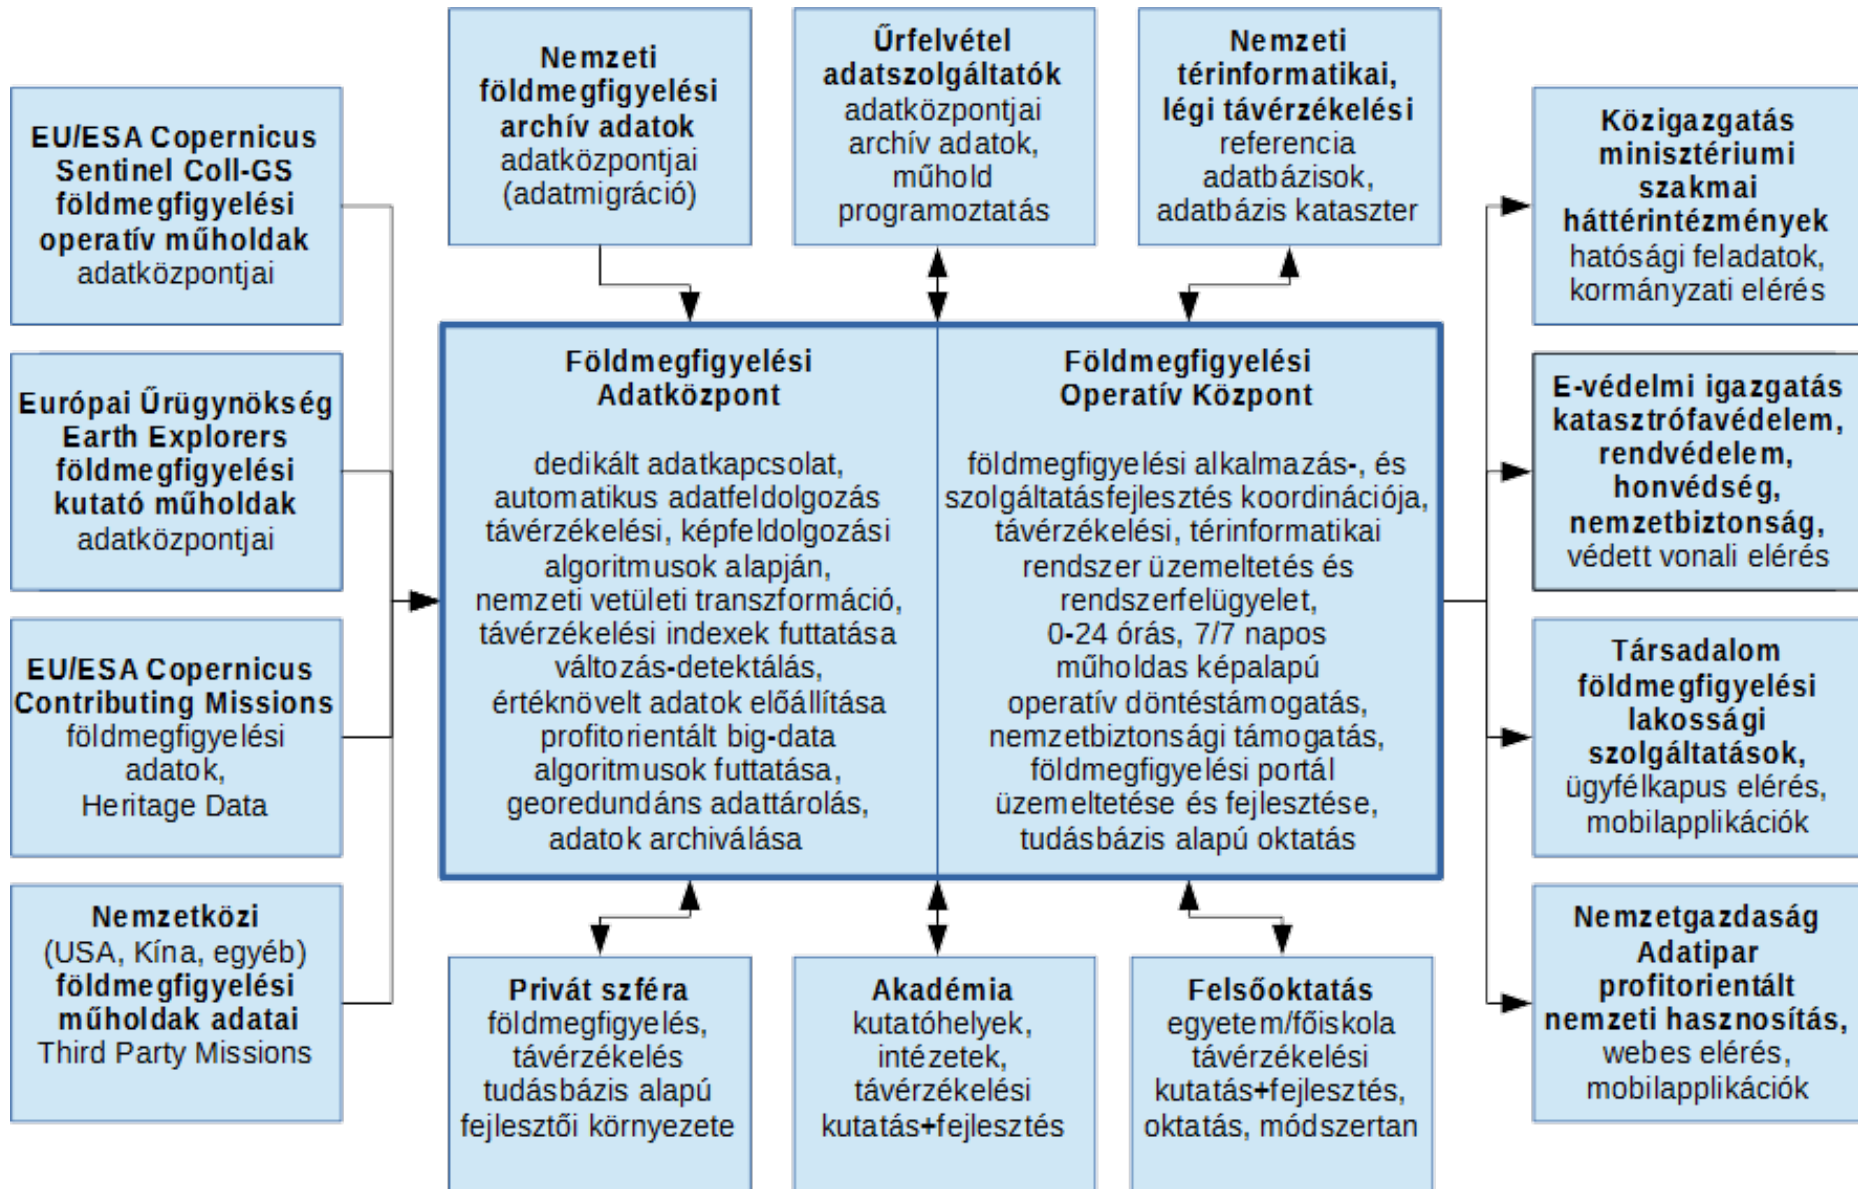 EU/ESA Copernicus
Sentinel Coll-GS
földmegfigyelési
operatív műholdak
adatközpontjai
Európai Űrügynökség
Earth Explorers
földmegfigyelési
kutató műholdak
adatközpontjai
EU/ESA Copernicus
Contributing Missions
földmegfigyelési
adatok,
Heritage Data
Nemzetközi
(USA, Kína, egyéb)
földmegfigyelési
műholdak adatai
Third Party Missions
Nemzeti
földmegfigyelési
archív adatok
adatközpontjai
(adatmigráció)
Űrfelvétel
adatszolgáltatók
adatközpontjai
archív adatok,
műhold
programoztatás
Nemzeti
térinformatikai,
légi távérzékelési
referencia
adatbázisok,
adatbázis kataszter
Földmegfigyelési
Adatközpont
dedikált adatkapcsolat,
automatikus adatfeldolgozás
távérzékelési, képfeldolgozási
algoritmusok alapján,
nemzeti vetületi transzformáció,
távérzékelési indexek futtatása
változás-detektálás,
értéknövelt adatok előállítása
profitorientált big-data
algoritmusok futtatása,
georedundáns adattárolás,
adatok archiválása
Földmegfigyelési
Operatív Központ
földmegfigyelési alkalmazás-, és
szolgáltatásfejlesztés koordinációja,
távérzékelési, térinformatikai
rendszer üzemeltetés és
rendszerfelügyelet,
0-24 órás, 7/7 napos
műholdas képalapú
operatív döntéstámogatás,
nemzetbiztonsági támogatás,
földmegfigyelési portál
üzemeltetése és fejlesztése,
tudásbázis alapú oktatás
Privát szféra
földmegfigyelés,
távérzékelés
tudásbázis alapú
fejlesztői környezete
Akadémia
kutatóhelyek,
intézetek,
távérzékelési
kutatás+fejlesztés
Felsőoktatás
egyetem/főiskola
távérzékelési
kutatás+fejlesztés,
oktatás, módszertan
Közigazgatás
minisztériumi
szakmai
háttérintézmények
hatósági feladatok,
kormányzati elérés
E-védelmi igazgatás
katasztrófavédelem,
rendvédelem,
honvédség,
nemzetbiztonság,
védett vonali elérés
Társadalom
földmegfigyelési
lakossági
szolgáltatások,
ügyfélkapus elérés,
mobilapplikációk
Nemzetgazdaság
Adatipar
profitorientált
nemzeti hasznosítás,
webes elérés,
mobilapplikációk